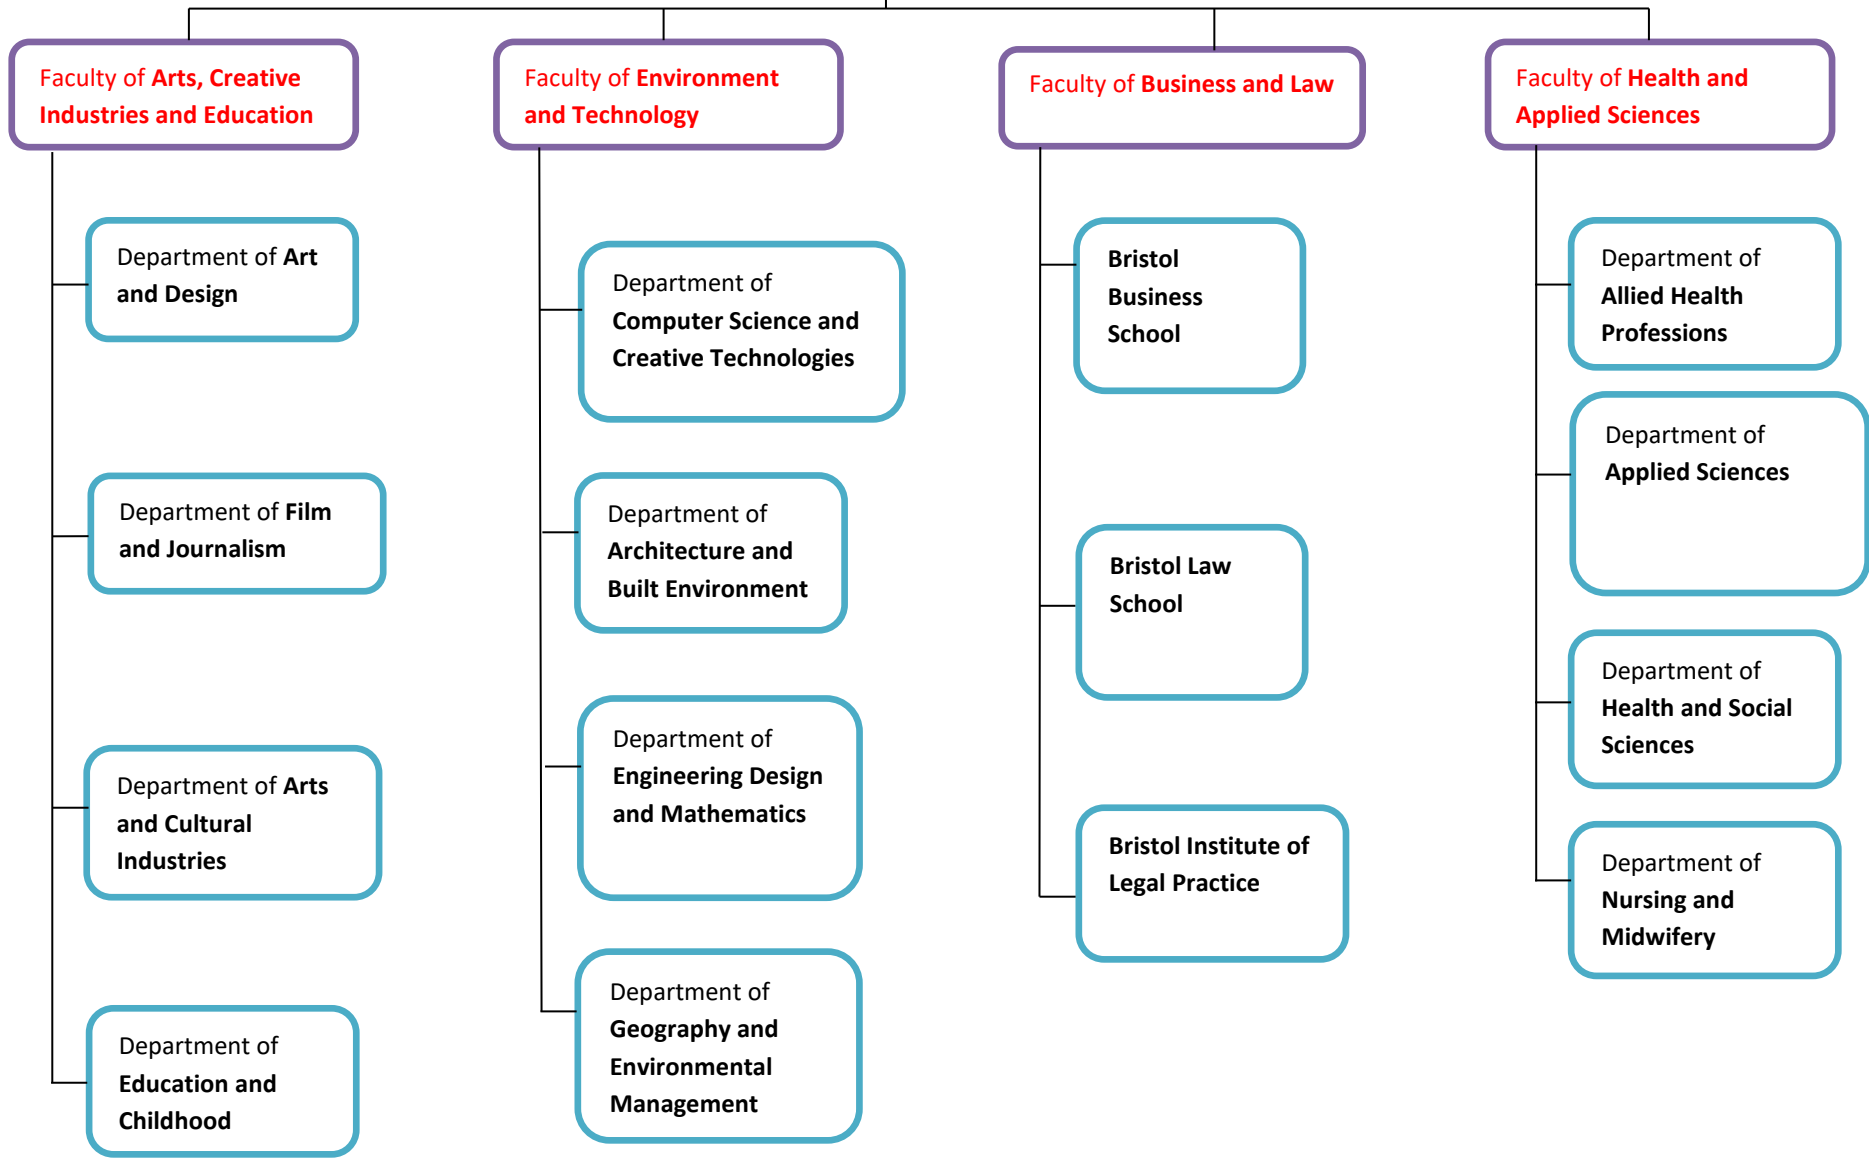 Faculty of Arts, Creative
Industries and Education
Department of Art
and Design
Department of Film
and Journalism
Department of Arts
and Cultural
Industries
Department of
Education and
Childhood
Faculty of Environment
and Technology
Department of
Computer Science and
Creative Technologies
Department of
Architecture and
Built Environment
Department of
Engineering Design
and Mathematics
Department of
Geography and
Environmental
Management
Faculty of Business and Law
Bristol
Business
School
Bristol Law
School
Bristol Institute of
Legal Practice
Faculty of Health and
Applied Sciences
Department of
Allied Health
Professions
Department of
Applied Sciences
Department of
Health and Social
Sciences
Department of
Nursing and
Midwifery